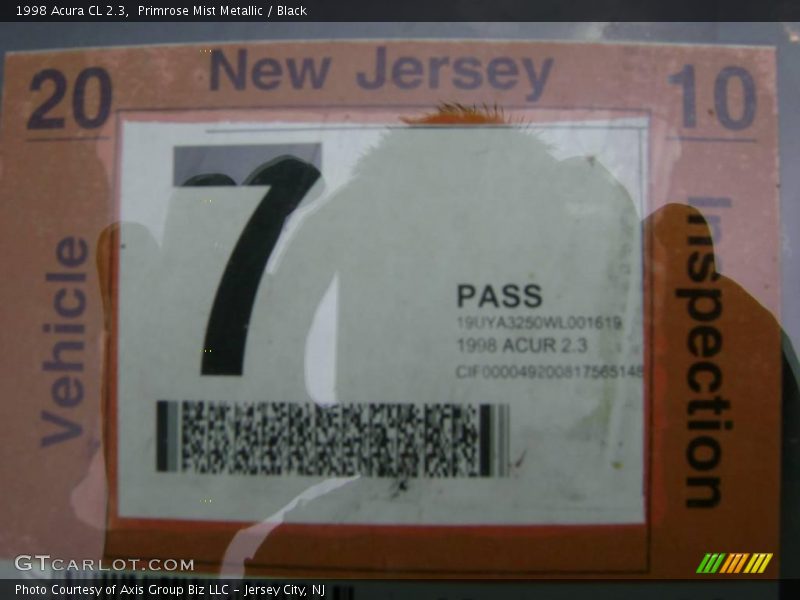 1998 Acura CL 2.3, Primrose Mist Metallic / Black
20 New Jersey 10
7
Vehicle
Inspection
PASS
19UYA3250WL001619
1998 ACUR 2.3
CIF000049200817565148
GTCARLOT.COM
Photo Courtesy of Axis Group Biz LLC - Jersey City, NJ